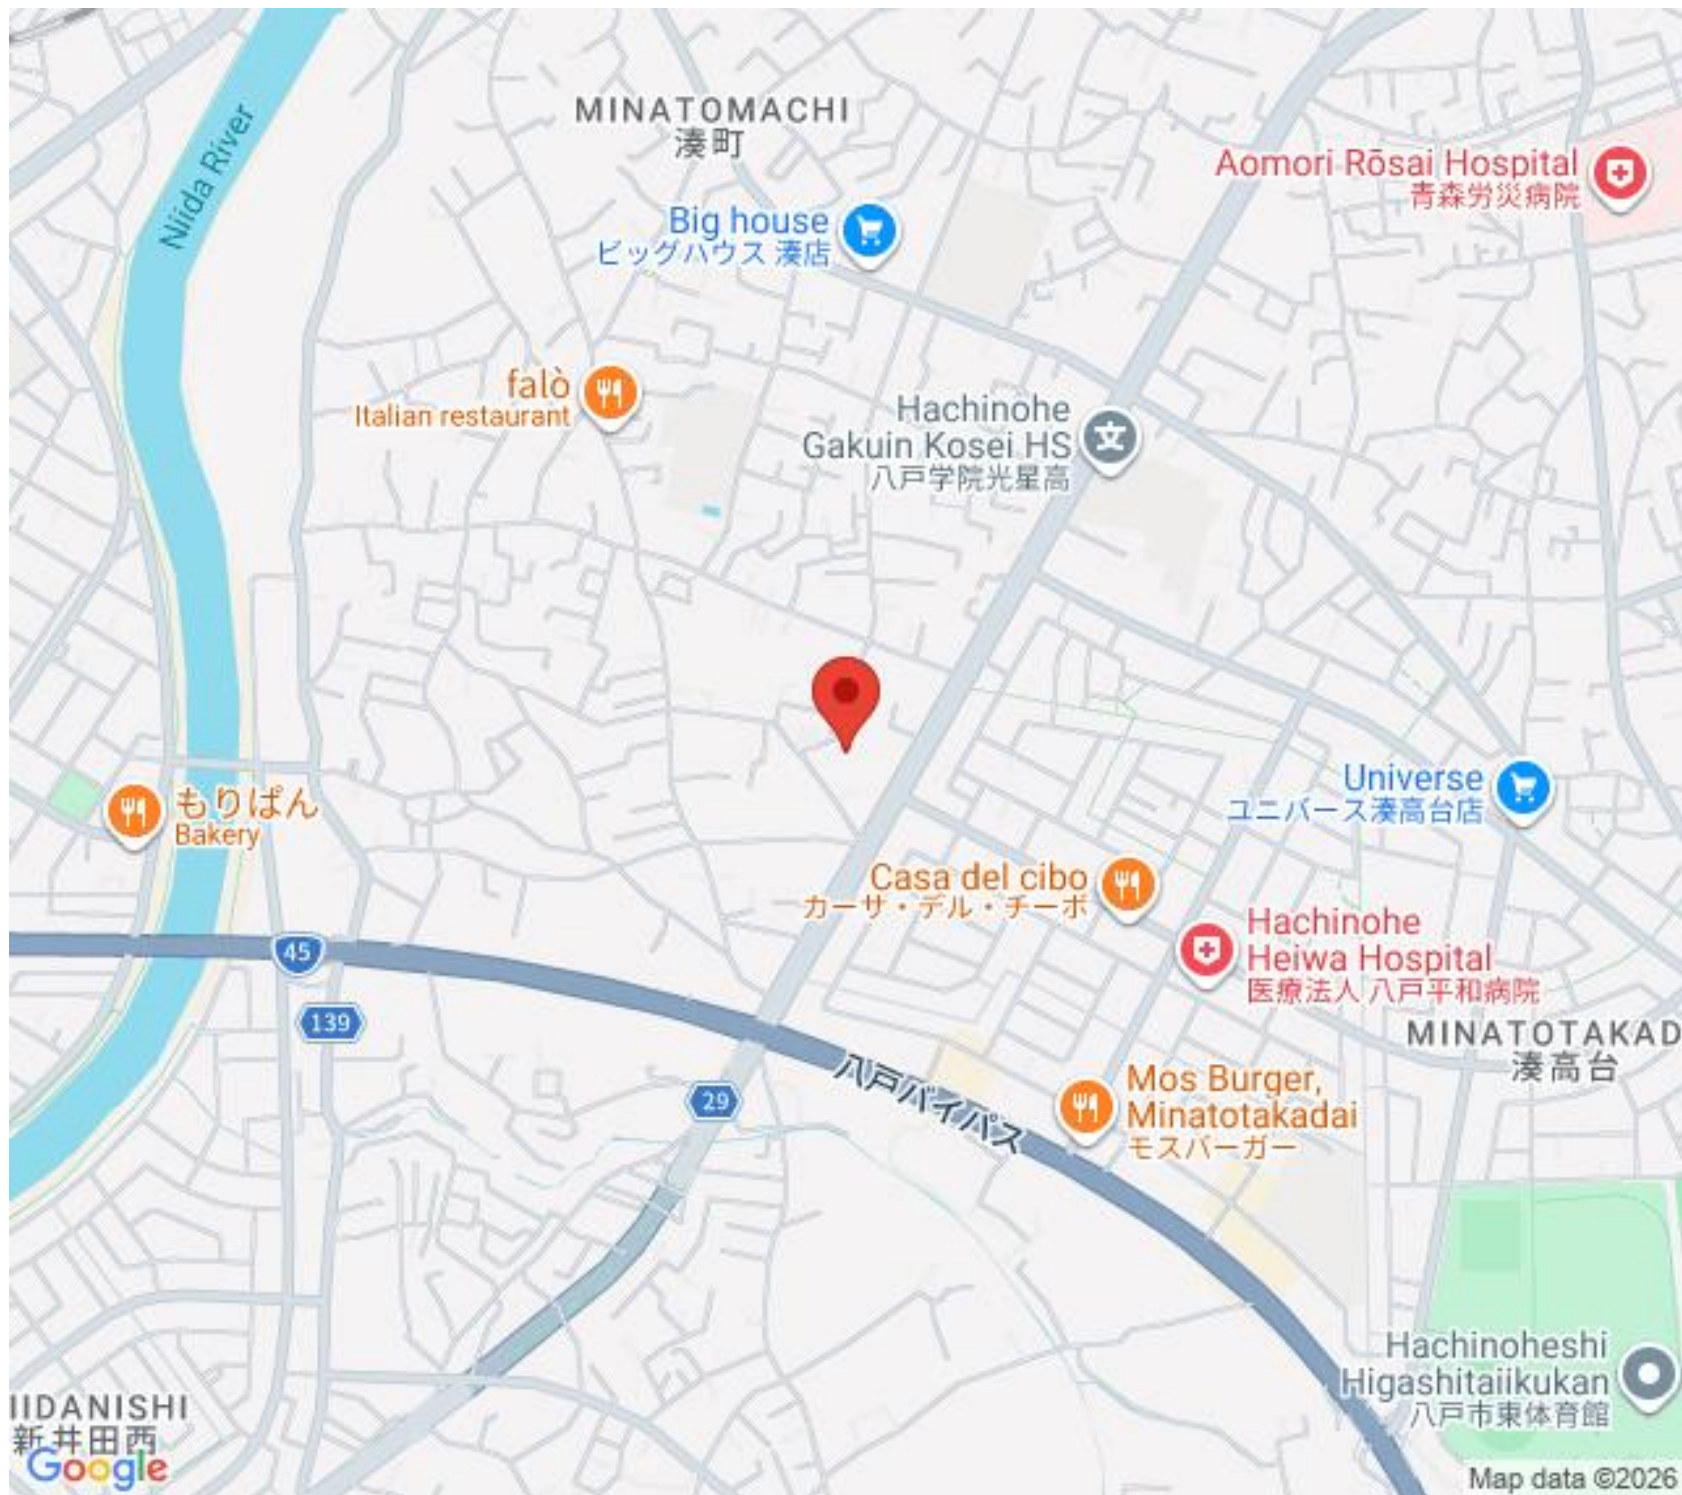 Niida River
MINATOMACHI
湊町
Aomori Rōsai Hospital
青森労災病院
Big house
ビッグハウス 湊店
falò
Italian restaurant
Hachinohe
Gakuin Kosei HS
八戸学院光星高
文
もりぱん
Bakery
Universe
ユニバース湊高台店
Casa del cibo
カーサ・デル・チーボ
Hachinohe
Heiwa Hospital
医療法人 八戸平和病院
45
139
MINATOTAKAD
湊高台
八戸バイパス
29
Mos Burger,
Minatotakadai
モスバーガー
Hachinoheshi
Higashitaiikukan
八戸市東体育館
IIDANISHI
新井田西
Google
Map data ©2026